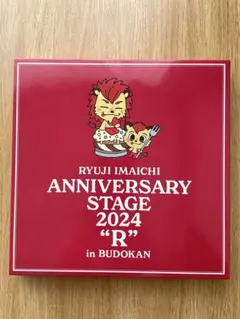 RYUJI IMAICHI
ANNIVERSARY
STAGE
2024
“R”
in BUDOKAN